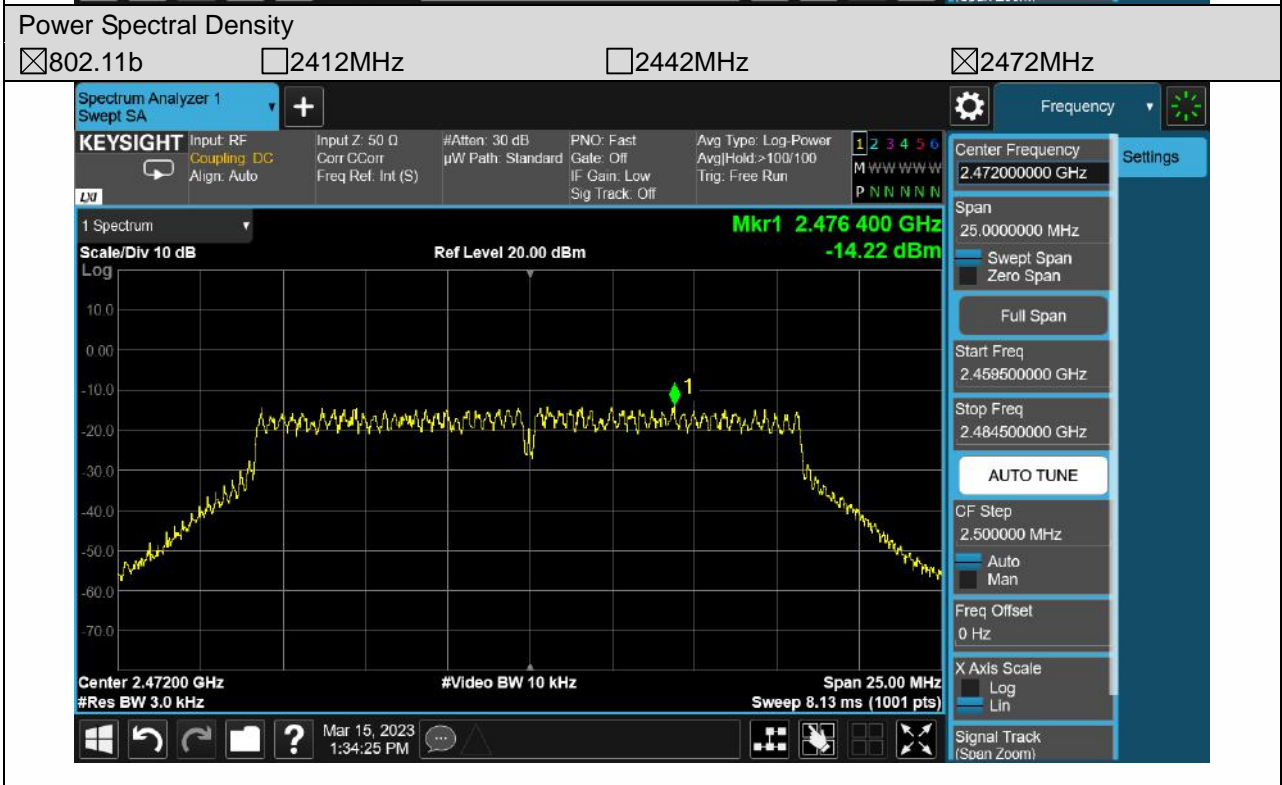 Power Spectral Density
☒802.11b ☐2412MHz ☐2442MHz ☒2472MHz
Spectrum Analyzer 1
Swept SA
+
Frequency
KEYSIGHT
LXI
Input: RF
Coupling: DC
Align: Auto
Input Z: 50 Ω
Corr CCorr
Freq Ref: Int (S)
#Atten: 30 dB
µW Path: Standard
PNO: Fast
Gate: Off
IF Gain: Low
Sig Track: Off
Avg Type: Log-Power
Avg|Hold:>100/100
Trig: Free Run
1 2 3 4 5 6
M W W W W W
P N N N N N
1 Spectrum
Scale/Div 10 dB
Log
Ref Level 20.00 dBm
Mkr1 2.476 400 GHz
-14.22 dBm
10.0
0.00
-10.0
-20.0
-30.0
-40.0
-50.0
-60.0
-70.0
1
Center 2.47200 GHz
#Res BW 3.0 kHz
#Video BW 10 kHz
Span 25.00 MHz
Sweep 8.13 ms (1001 pts)
Center Frequency
2.472000000 GHz
Settings
Span
25.0000000 MHz
Swept Span
Zero Span
Full Span
Start Freq
2.459500000 GHz
Stop Freq
2.484500000 GHz
AUTO TUNE
CF Step
2.500000 MHz
Auto
Man
Freq Offset
0 Hz
X Axis Scale
Log
Lin
Signal Track
(Span Zoom)
?
Mar 15, 2023
1:34:25 PM